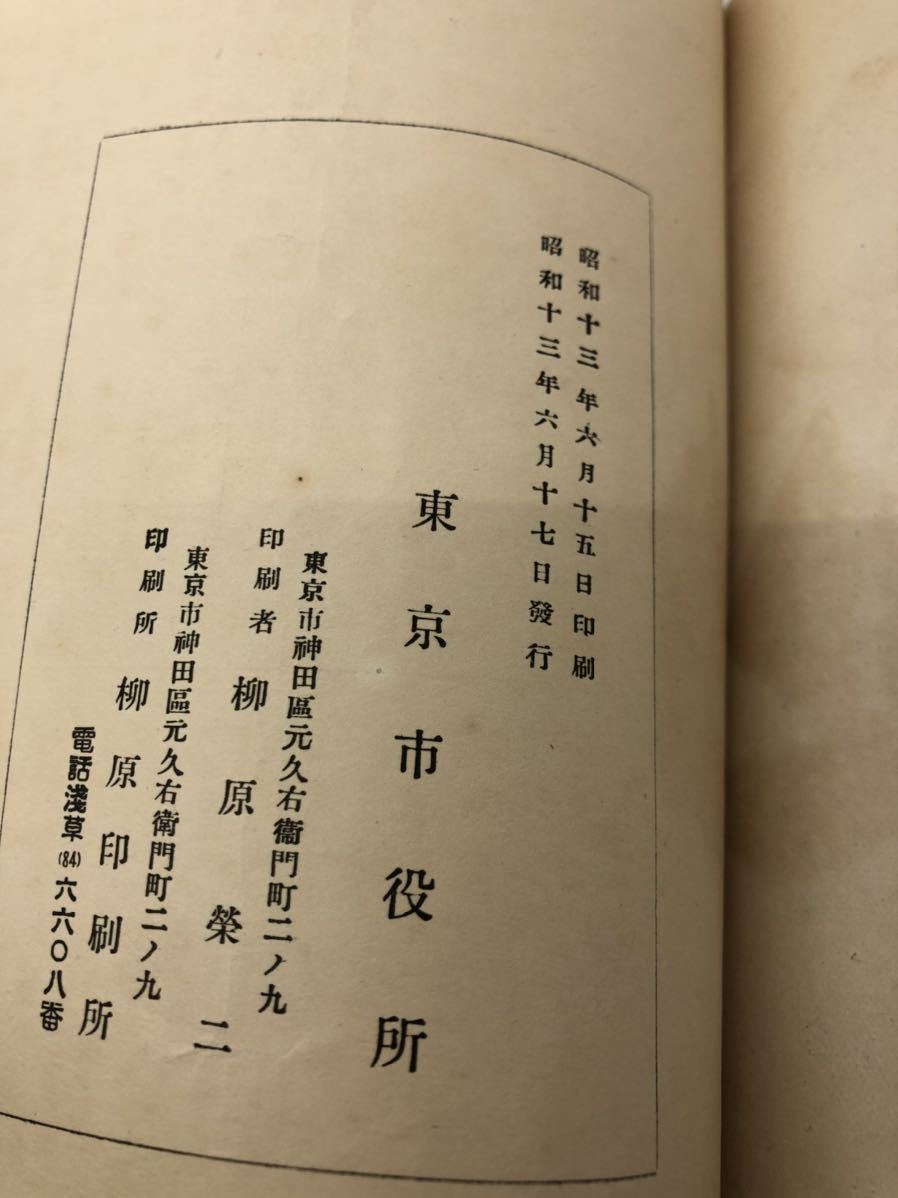 昭和十三年六月十五日印刷
昭和十三年六月十七日發行
東京市役所
東京市神田區元久右衞門町二ノ九
印刷者 柳原榮二
東京市神田區元久右衛門町二ノ九
印刷所 柳原印刷所
電話淺草(84)六六〇八番